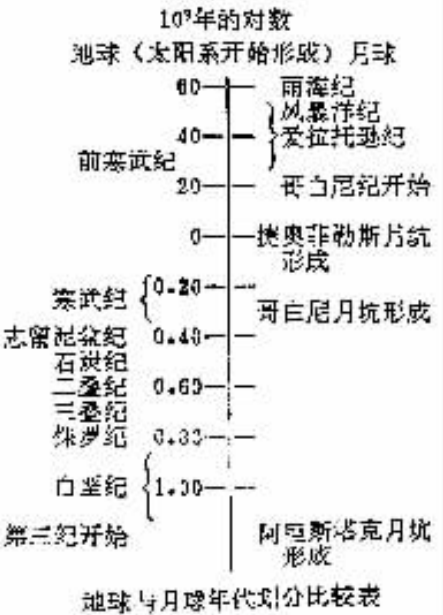 10⁹年的对数
地球（太阳系开始形成）月球
60 雨海纪
风暴洋纪
40 爱拉托逊纪
前寒武纪
20 哥白尼纪开始
0 捷奥菲勒斯月坑
形成
寒武纪 0.20
哥白尼月坑形成
志留泥盆纪 0.40
石炭纪
二叠纪 0.60
三叠纪
侏罗纪 0.80
白垩纪 1.00
第三纪开始
阿里斯塔克月坑
形成
地球与月球年代划分比较表